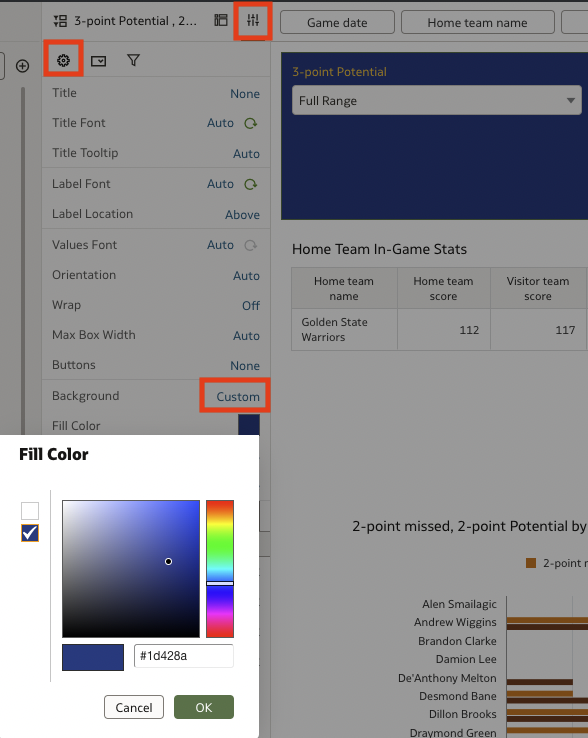 3-point Potential , 2...
Game date
Home team name
Title
None
Title Font
Auto
Title Tooltip
Auto
Label Font
Auto
Label Location
Above
Values Font
Auto
Orientation
Auto
Wrap
Off
Max Box Width
Auto
Buttons
None
Background
Custom
Fill Color
Fill Color
#1d428a
Cancel
OK
3-point Potential
Full Range
Home Team In-Game Stats
Home team
name
Home team
score
Visitor team
score
Golden State
Warriors
112
117
2-point missed, 2-point Potential by
2-point
Alen Smailagic
Andrew Wiggins
Brandon Clarke
Damion Lee
De'Anthony Melton
Desmond Bane
Dillon Brooks
Draymond Green